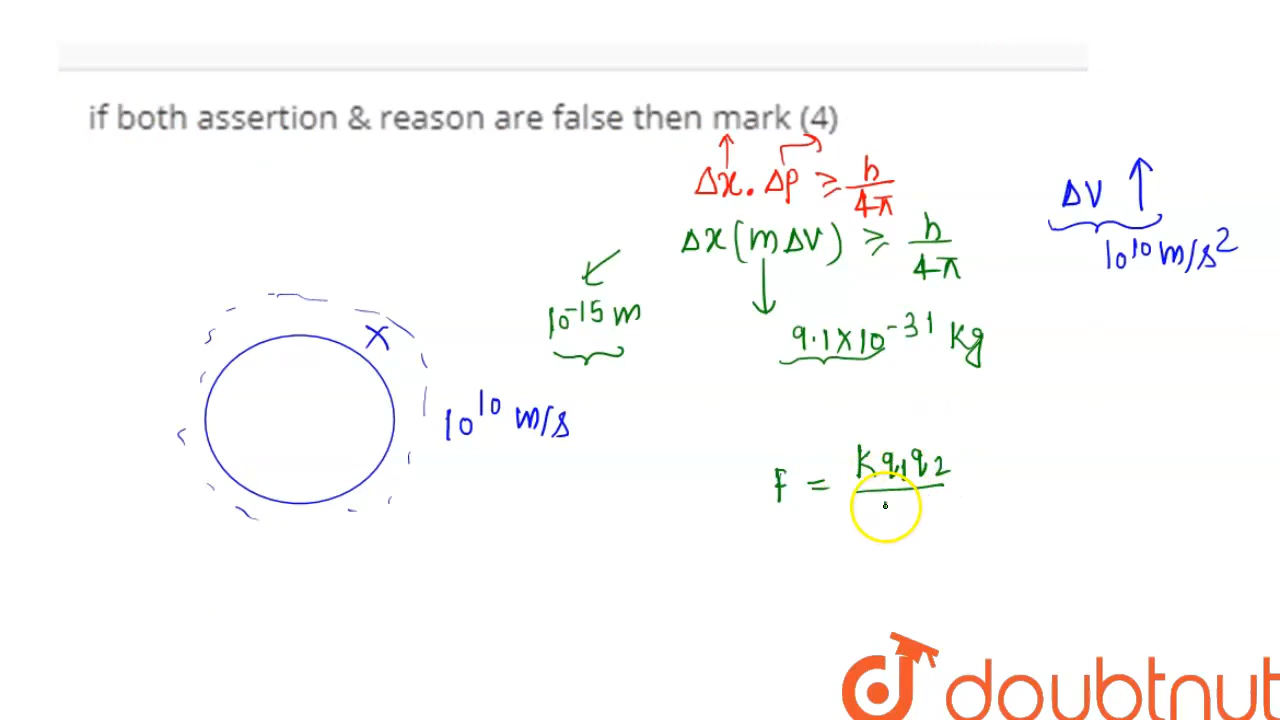 if both assertion & reason are false then mark (4)
Δx · Δp ≥ h/4π
Δv ↑
Δx(mΔv) ≥ h/4π
10^10 m/s^2
10^-15 m
9.1×10^-31 Kg
x
10^10 m/s
F = Kq1q2/
doubtnut